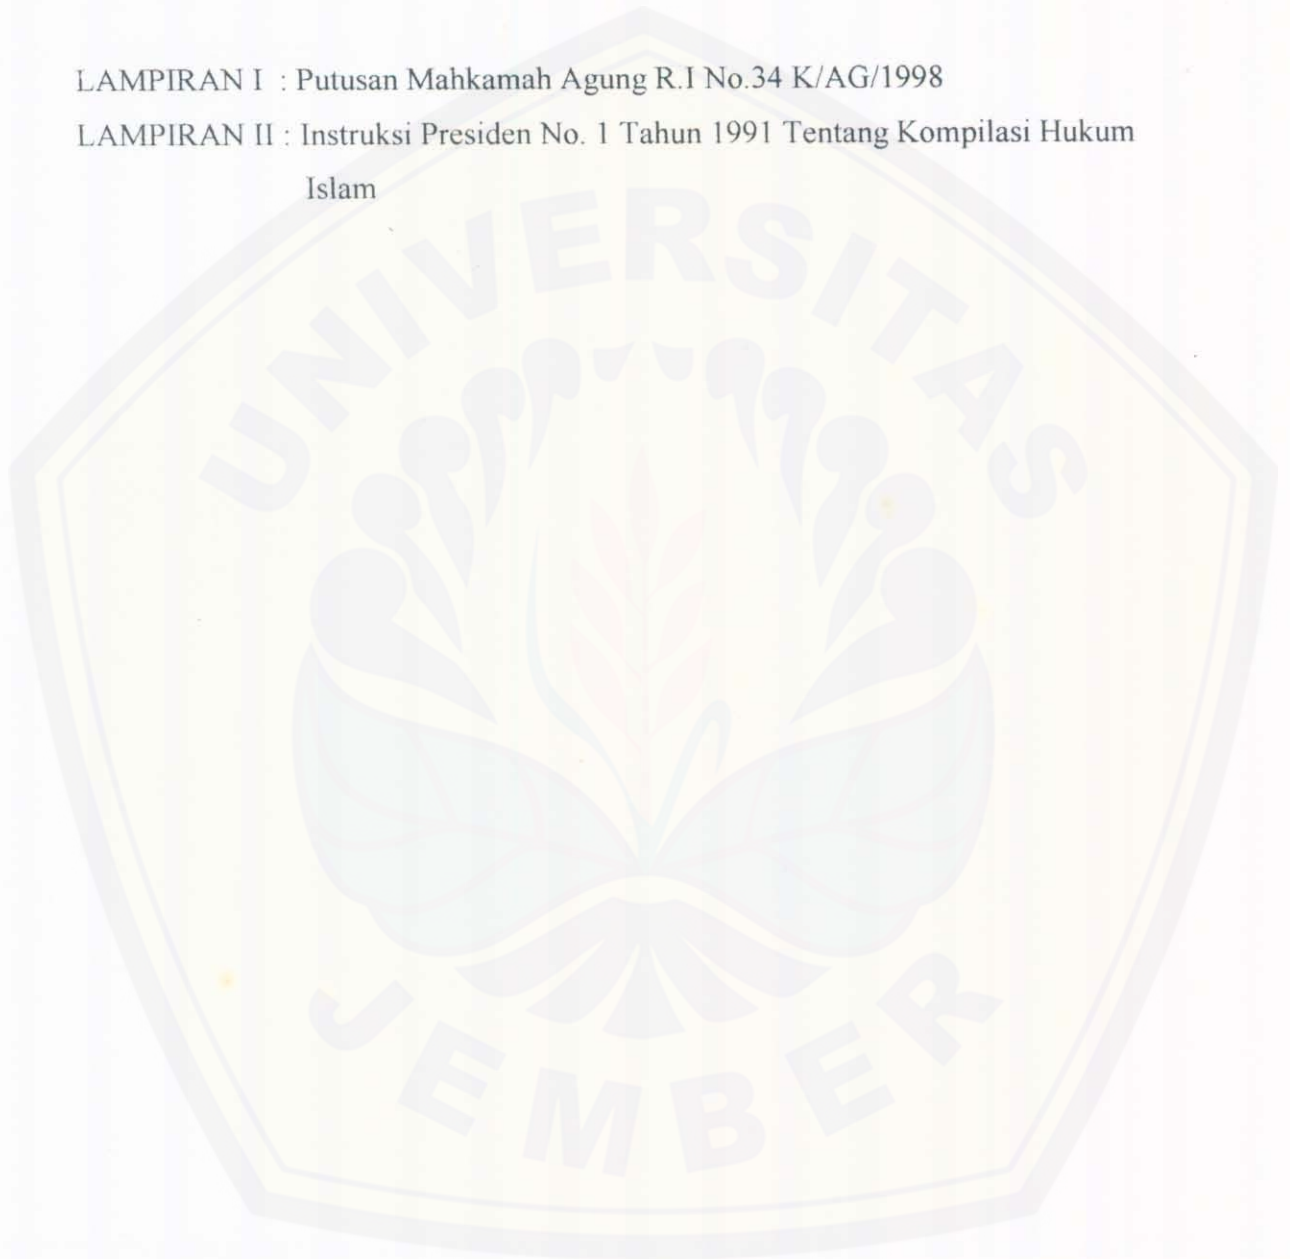 LAMPIRAN I : Putusan Mahkamah Agung R.I No.34 K/AG/1998
LAMPIRAN II : Instruksi Presiden No. 1 Tahun 1991 Tentang Kompilasi Hukum
Islam
UNIVERSITAS
JEMBER